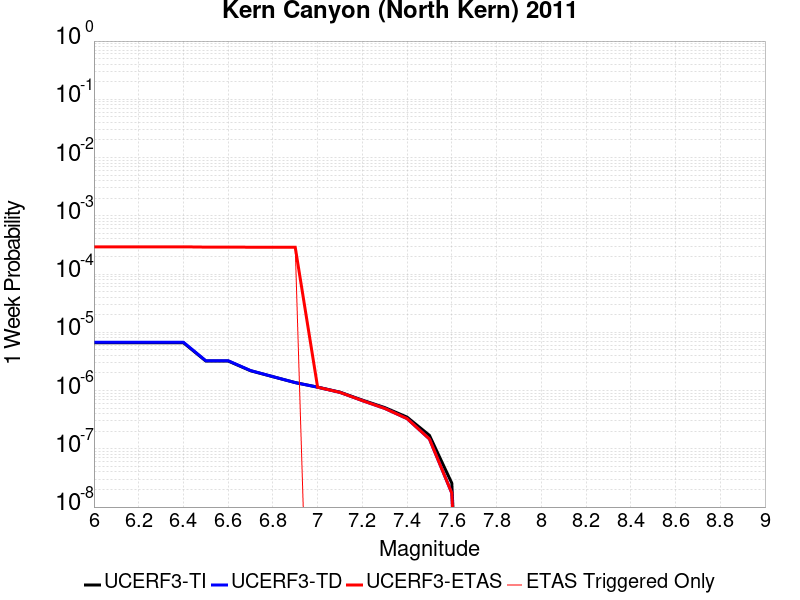 Kern Canyon (North Kern) 2011
1 Week Probability
10^0
10^-1
10^-2
10^-3
10^-4
10^-5
10^-6
10^-7
10^-8
6 6.2 6.4 6.6 6.8 7 7.2 7.4 7.6 7.8 8 8.2 8.4 8.6 8.8 9
Magnitude
UCERF3-TI UCERF3-TD UCERF3-ETAS ETAS Triggered Only